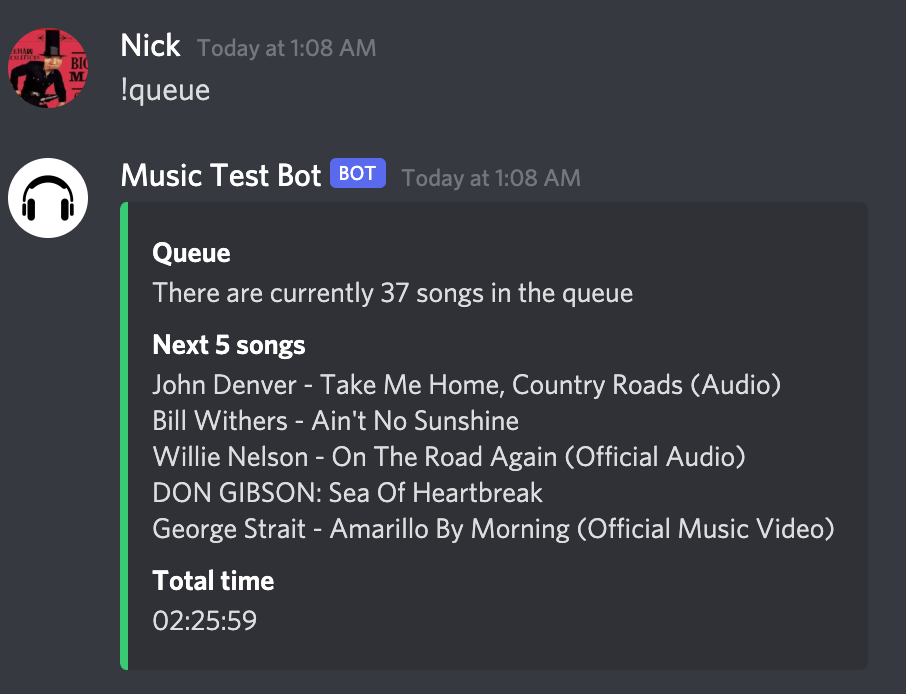 Nick Today at 1:08 AM
!queue
Music Test Bot BOT Today at 1:08 AM
Queue
There are currently 37 songs in the queue
Next 5 songs
John Denver - Take Me Home, Country Roads (Audio)
Bill Withers - Ain't No Sunshine
Willie Nelson - On The Road Again (Official Audio)
DON GIBSON: Sea Of Heartbreak
George Strait - Amarillo By Morning (Official Music Video)
Total time
02:25:59